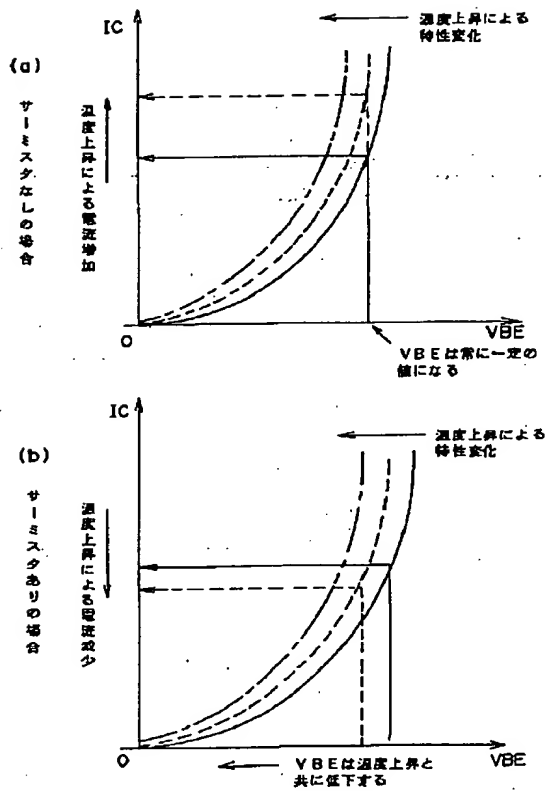 IC
温度上昇による
特性変化
(a)
サーミスタなしの場合
温度上昇による電流増加
O
VBE
VBEは常に一定の
値になる
IC
温度上昇による
特性変化
(b)
サーミスタありの場合
温度上昇による電流減少
O
VBE
VBEは温度上昇と
共に低下する